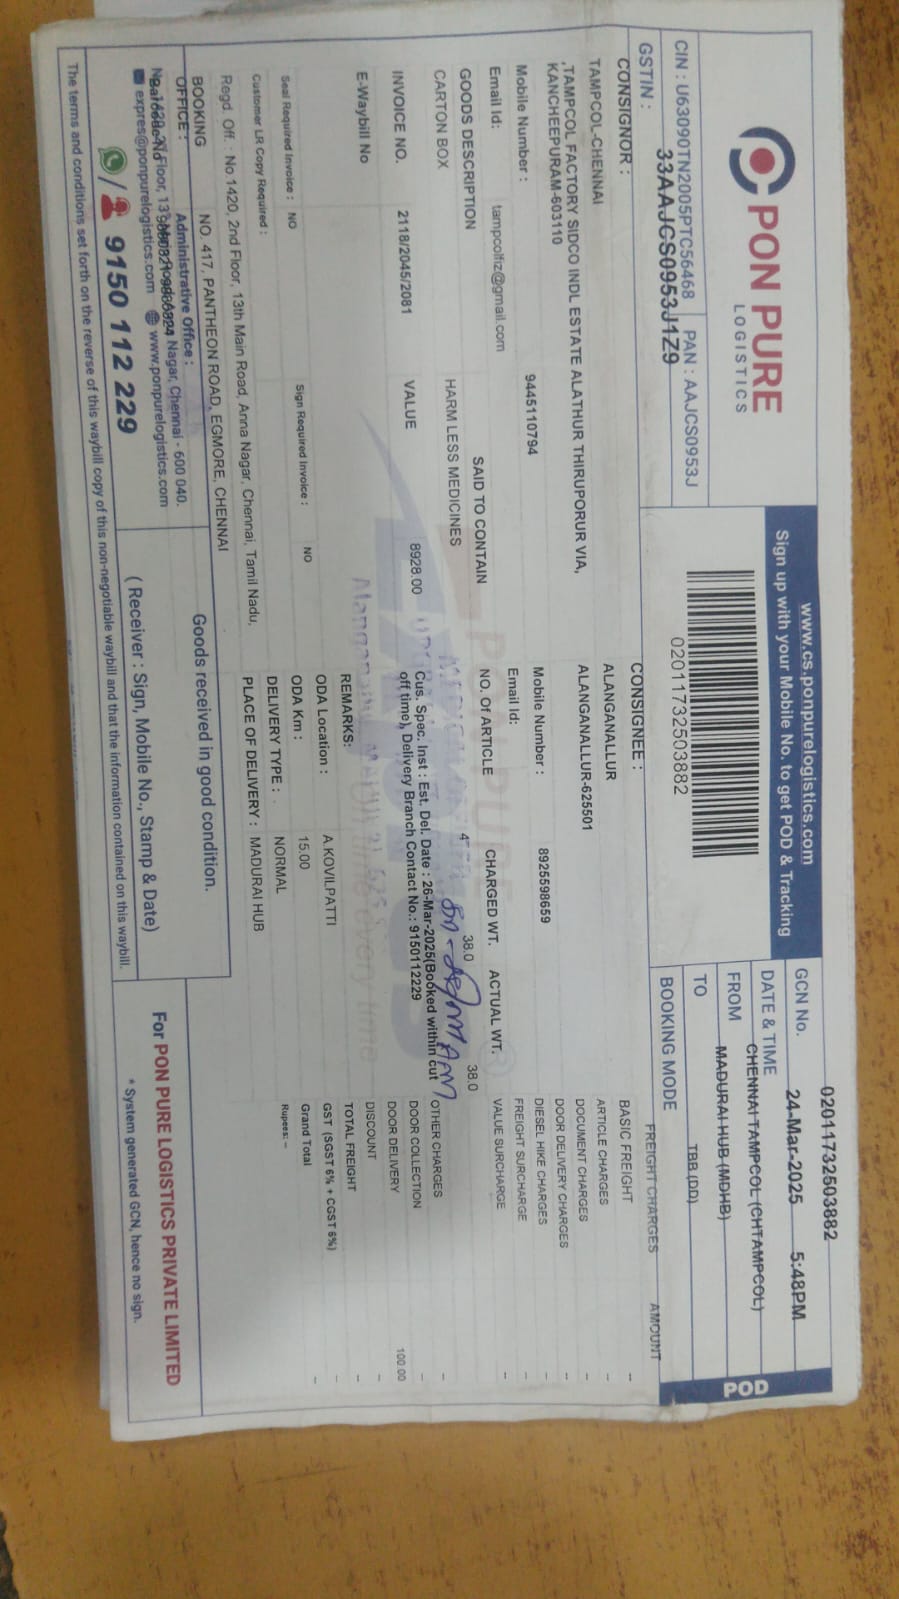 PON PURE
LOGISTICS
CIN : U63090TN2005PTC56468 PAN : AAJCS0953J
GSTIN : 33AAJCS0953J1Z9
www.cs.ponpurelogistics.com
Sign up with your Mobile No. to get POD & Tracking
02011732503882
02011732503882
GCN No.
DATE & TIME 24-Mar-2025 5:48PM
FROM CHENNAI TAMPCOL (CHTAMPCOL)
TO MADURAI HUB (MDHB)
BOOKING MODE TBB (DD)
POD
CONSIGNOR :
TAMPCOL-CHENNAI
,TAMPCOL FACTORY SIDCO INDL ESTATE ALATHUR THIRUPORUR VIA,
KANCHEEPURAM-603110
Mobile Number : 9445110794
Email Id: tampcolfiz@gmail.com
CONSIGNEE :
ALANGANALLUR
ALANGANALLUR-625501
Mobile Number : 8925598659
Email Id:
GOODS DESCRIPTION SAID TO CONTAIN NO. Of ARTICLE CHARGED WT. ACTUAL WT.
CARTON BOX HARM LESS MEDICINES 4 38.0 38.0
INVOICE NO. 2118/2045/2081 VALUE 8928.00
Cus. Spec. Inst : Est. Del. Date : 26-Mar-2025(Booked within cut
off time), Delivery Branch Contact No.: 9150112229
E-Waybill No
REMARKS:
Seal Required Invoice : NO Sign Required Invoice : NO
Customer LR Copy Required :
ODA Location : A.KOVILPATTI
ODA Km : 15.00
DELIVERY TYPE : NORMAL
PLACE OF DELIVERY : MADURAI HUB
Regd. Off. : No 1420, 2nd Floor, 13th Main Road, Anna Nagar, Chennai, Tamil Nadu,
BOOKING OFFICE : NO. 417, PANTHEON ROAD, EGMORE, CHENNAI
FREIGHT CHARGES AMOUNT
BASIC FREIGHT -
ARTICLE CHARGES -
DOCUMENT CHARGES -
DOOR DELIVERY CHARGES -
DIESEL HIKE CHARGES -
FREIGHT SURCHARGE -
VALUE SURCHARGE -
OTHER CHARGES -
DOOR COLLECTION -
DOOR DELIVERY 100.00
DISCOUNT -
TOTAL FREIGHT -
GST (SGST 6% + CGST 6%) -
Grand Total -
Rupees: -
Administrative Office :
Nagar, Chennai - 600 040.
expres@ponpurelogistics.com www.ponpurelogistics.com
/ 9150 112 229
Goods received in good condition.
( Receiver : Sign, Mobile No., Stamp & Date)
For PON PURE LOGISTICS PRIVATE LIMITED
* System generated GCN, hence no sign.
The terms and conditions set forth on the reverse of this waybill copy of this non-negotiable waybill and that the information contained on this waybill.